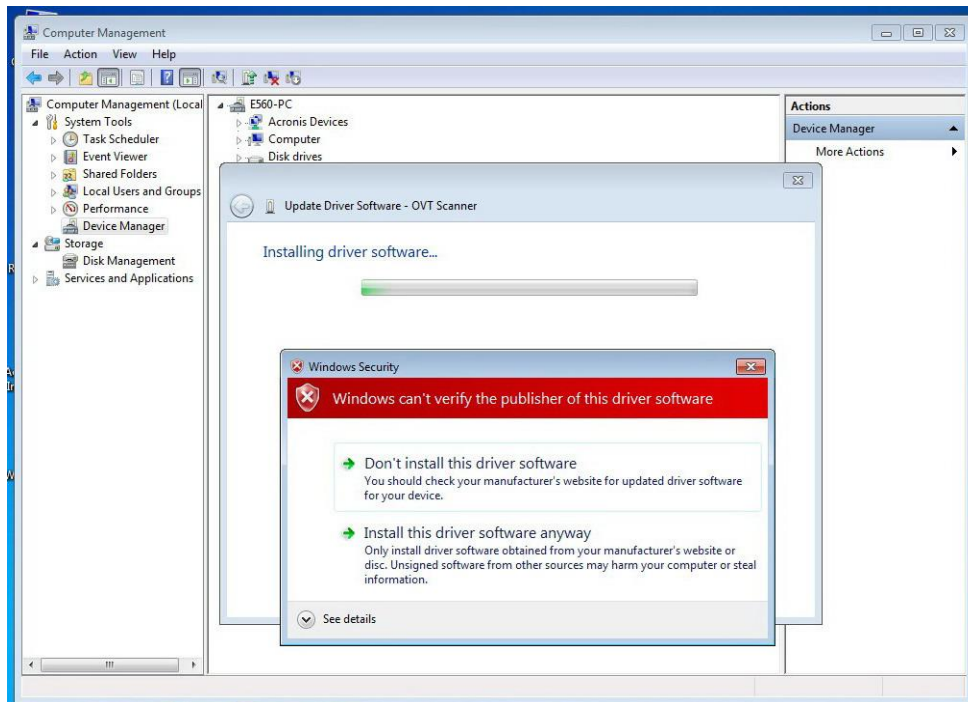 Computer Management
File Action View Help
Computer Management (Local
System Tools
Task Scheduler
Event Viewer
Shared Folders
Local Users and Groups
Performance
Device Manager
Storage
Disk Management
Services and Applications
E560-PC
Acronis Devices
Computer
Disk drives
Actions
Device Manager
More Actions
Update Driver Software - OVT Scanner
Installing driver software...
Windows Security
Windows can't verify the publisher of this driver software
Don't install this driver software
You should check your manufacturer's website for updated driver software
for your device.
Install this driver software anyway
Only install driver software obtained from your manufacturer's website or
disc. Unsigned software from other sources may harm your computer or steal
information.
See details